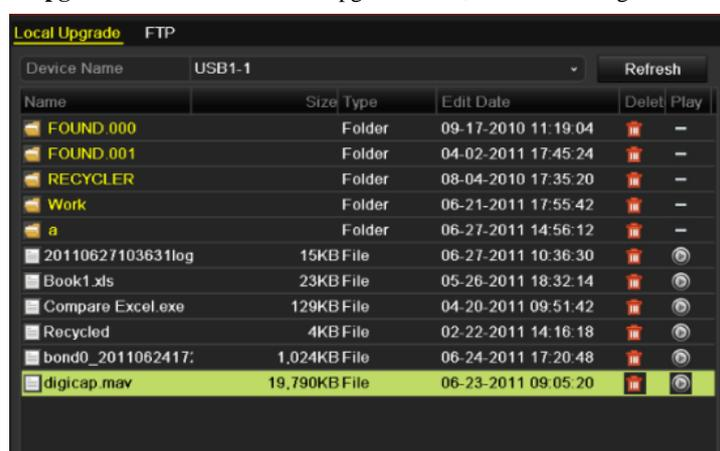 Local Upgrade FTP
Device Name USB1-1 Refresh
Name Size Type Edit Date Delet Play
FOUND.000 Folder 09-17-2010 11:19:04 –
FOUND.001 Folder 04-02-2011 17:45:24 –
RECYCLER Folder 08-04-2010 17:35:20 –
Work Folder 06-21-2011 17:55:42 –
a Folder 06-27-2011 14:56:12 –
20110627103631log 15KB File 06-27-2011 10:36:30
Book1.xls 23KB File 05-26-2011 18:32:14
Compare Excel.exe 129KB File 04-20-2011 09:51:42
Recycled 4KB File 02-22-2011 14:16:18
bond0_2011062417: 1,024KB File 06-24-2011 17:20:48
digicap.mav 19,790KB File 06-23-2011 09:05:20